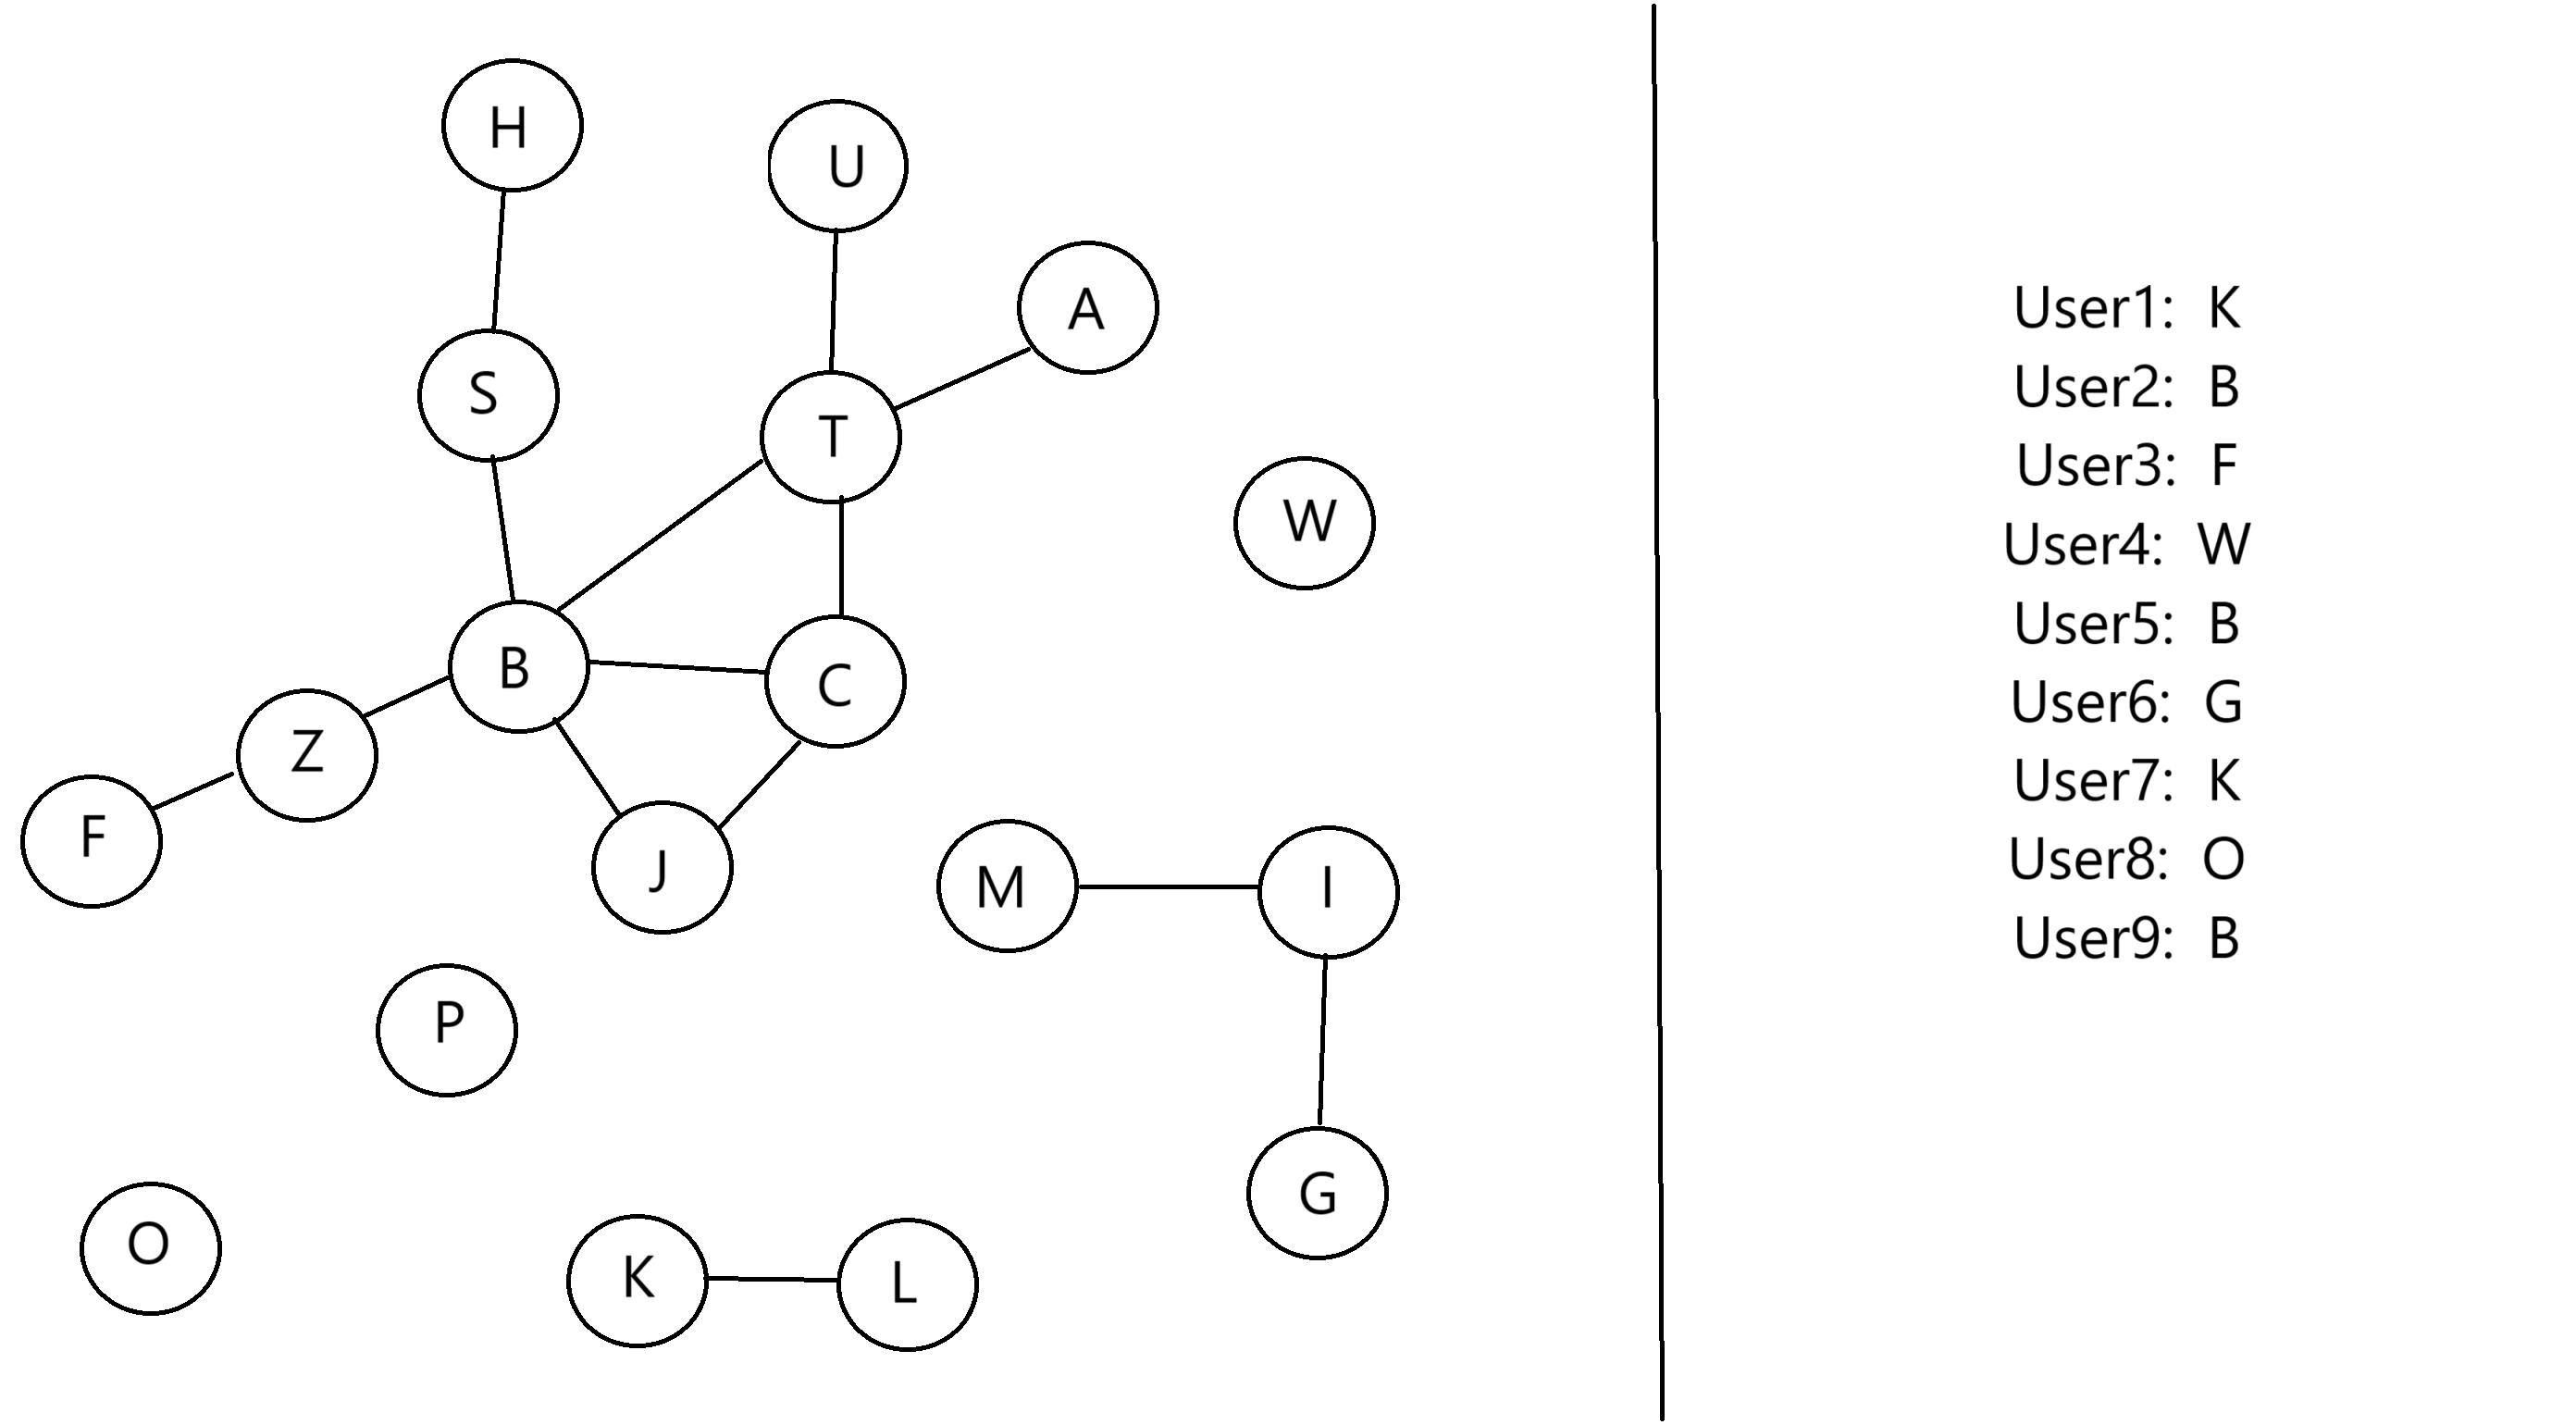 H
U
A
S
T
W
B
C
Z
F
J
M
I
P
G
O
K
L
User1: K
User2: B
User3: F
User4: W
User5: B
User6: G
User7: K
User8: O
User9: B